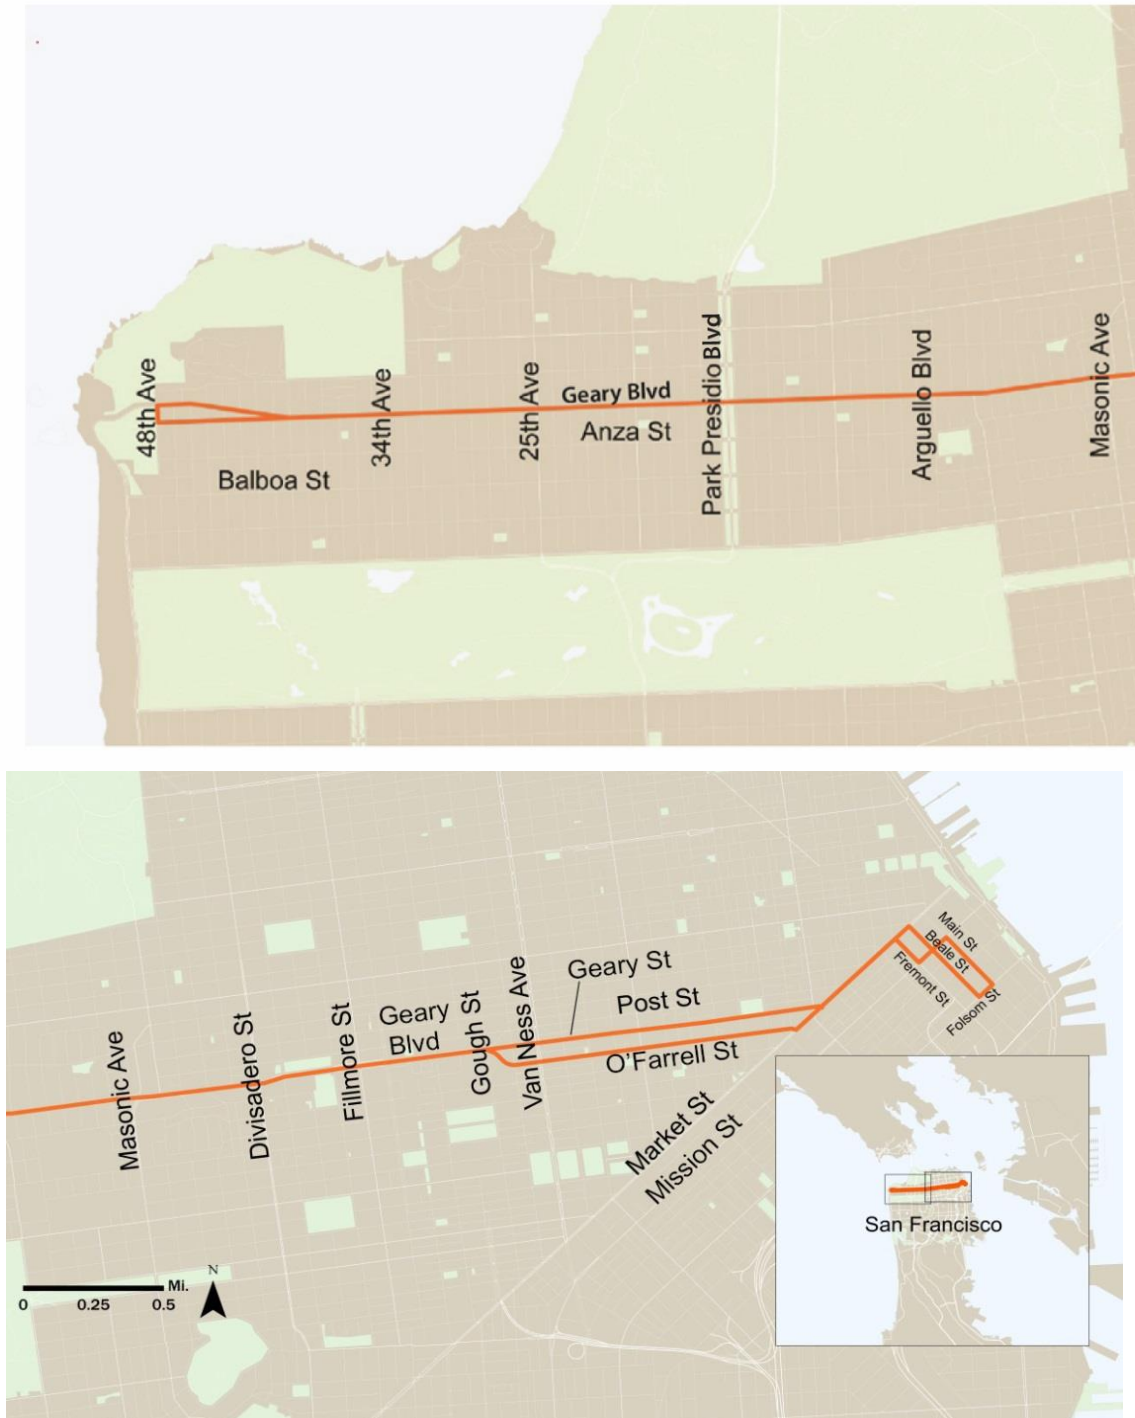 48th Ave
Balboa St
34th Ave
25th Ave
Geary Blvd
Anza St
Park Presidio Blvd
Arguello Blvd
Masonic Ave
Masonic Ave
Divisadero St
Fillmore St
Geary
Blvd
Gough St
Van Ness Ave
Geary St
Post St
O'Farrell St
Market St
Mission St
Main St
Beale St
Fremont St
Folsom St
San Francisco
N
Mi.
0 0.25 0.5